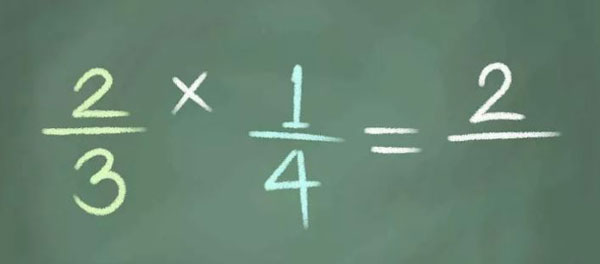 2/3 × 1/4 = 2/